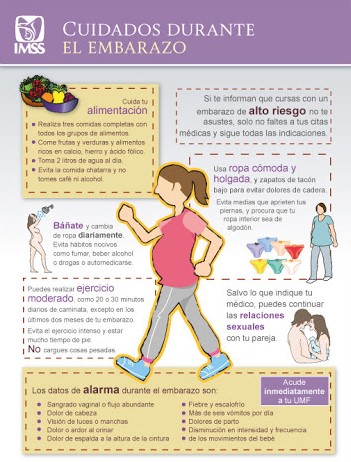 IMSS
CUIDADOS DURANTE
EL EMBARAZO
Cuida tu
alimentación
• Realiza tres comidas completas con
todos los grupos de alimentos.
• Come frutas y verduras y alimentos
ricos en calcio, hierro y ácido fólico.
• Toma 2 litros de agua al día.
• Evita la comida chatarra y no
tomes café ni alcohol.
Si te informan que cursas con un
embarazo de alto riesgo no te
asustes, solo no faltes a tus citas
médicas y sigue todas las indicaciones.
Usa ropa cómoda y
holgada, y zapatos de tacón
bajo para evitar dolores de cadera.
Evita medias que aprieten tus
piernas, y procura que tu
ropa interior sea de
algodón.
Báñate y cambia
de ropa diariamente.
Evita hábitos nocivos
como fumar, beber alcohol
o drogas o automedicarse.
Puedes realizar ejercicio
moderado, como 20 o 30 minutos
diarios de caminata, excepto en los
últimos dos meses de tu embarazo.
Evita el ejercicio intenso y estar
mucho tiempo de pie.
No cargues cosas pesadas.
Salvo lo que indique tu
médico, puedes continuar
las relaciones
sexuales
con tu pareja.
Los datos de alarma durante el embarazo son:
• Sangrado vaginal o flujo abundante
• Dolor de cabeza
• Visión de luces o manchas
• Dolor o ardor al orinar
• Dolor de espalda a la altura de la cintura
• Fiebre y escalofrío
• Más de seis vómitos por día
• Dolores de parto
• Disminución en intensidad y frecuencia
• de los movimientos del bebé
Acude
inmediatamente
a tu UMF